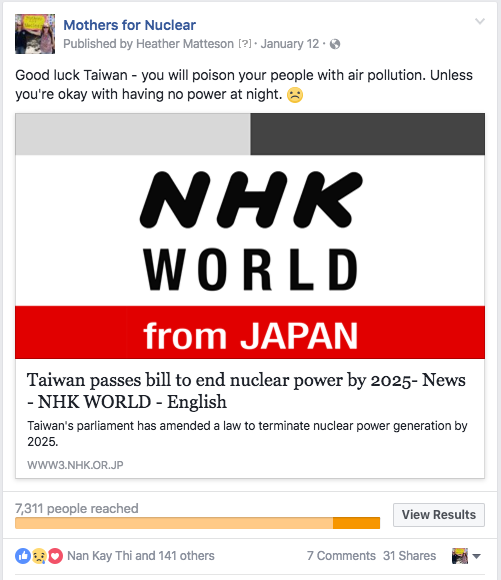 Mothers for Nuclear
Published by Heather Matteson [?] · January 12 ·
Good luck Taiwan - you will poison your people with air pollution. Unless
you're okay with having no power at night.
NHK
WORLD
from JAPAN
Taiwan passes bill to end nuclear power by 2025- News
- NHK WORLD - English
Taiwan's parliament has amended a law to terminate nuclear power generation by
2025.
WWW3.NHK.OR.JP
7,311 people reached
View Results
Nan Kay Thi and 141 others
7 Comments 31 Shares